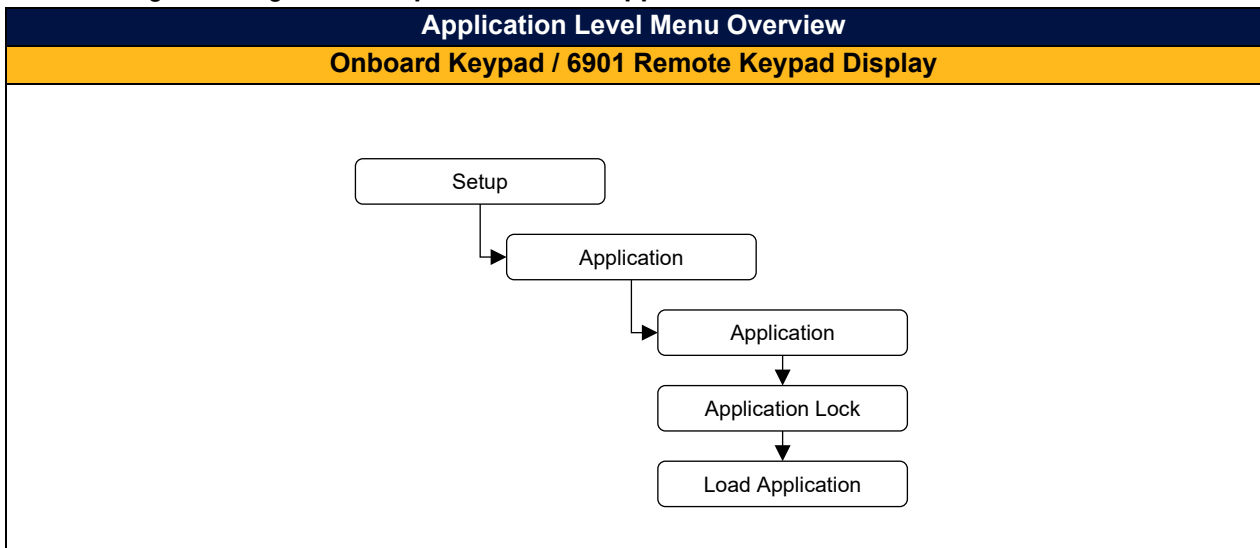 Application Level Menu Overview
Onboard Keypad / 6901 Remote Keypad Display
Setup
Application
Application
Application Lock
Load Application